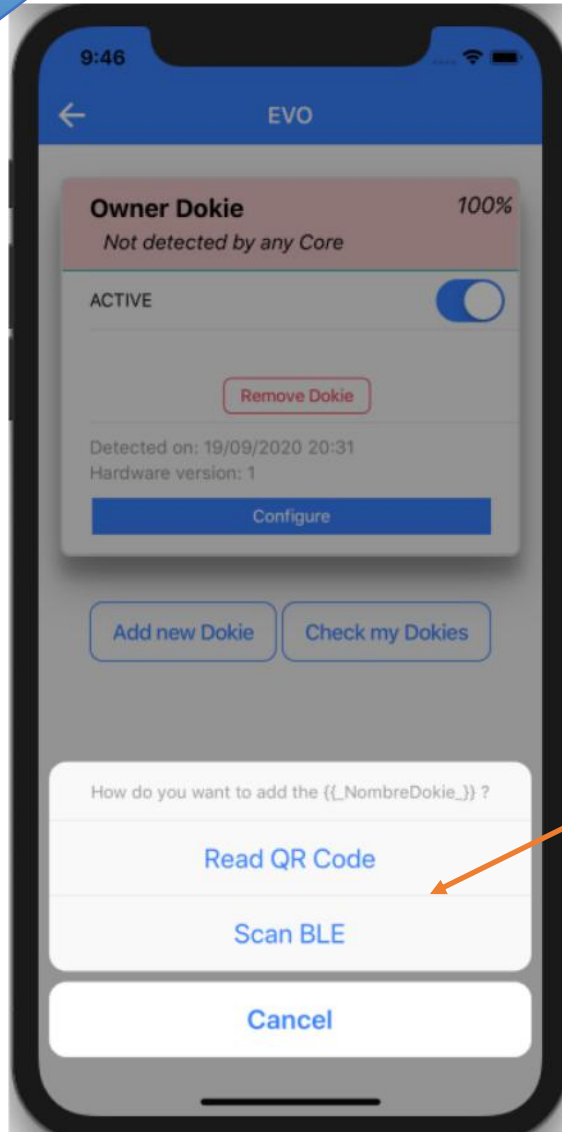 9:46
EVO
Owner Dokie 100%
Not detected by any Core
ACTIVE
Remove Dokie
Detected on: 19/09/2020 20:31
Hardware version: 1
Configure
Add new Dokie Check my Dokies
How do you want to add the {{_NombreDokie_}} ?
Read QR Code
Scan BLE
Cancel